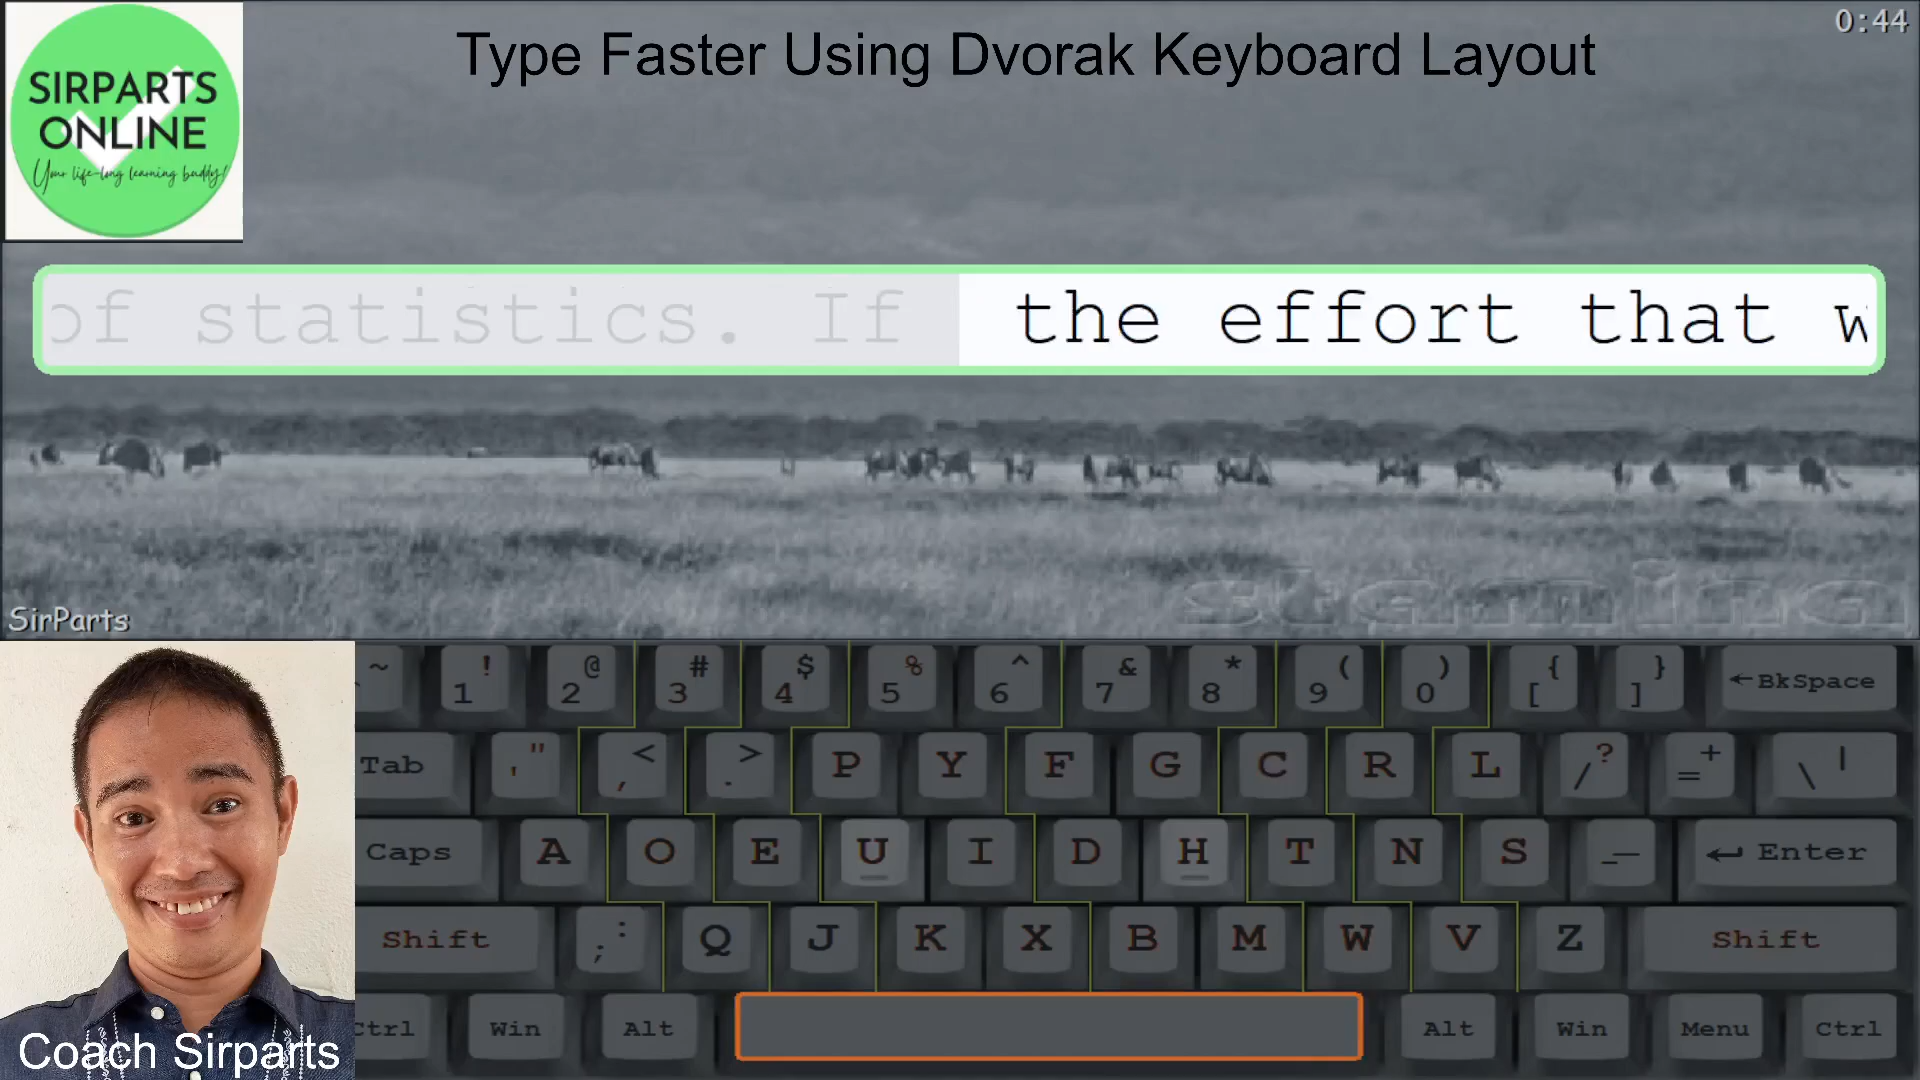 0:44
Type Faster Using Dvorak Keyboard Layout
SIRPARTS
ONLINE
Your life-long learning buddy!
of statistics. If the effort that w
stamina
SirParts
~ ! @ # $ % ^ & * ( ) { }
` 1 2 3 4 5 6 7 8 9 0 [ ] ←BkSpace
Tab ' " , < . > P Y F G C R L / ? = + \ |
Caps A O E U I D H T N S - _ ↵ Enter
Shift ; : Q J K X B M W V Z Shift
Ctrl Win Alt Alt Win Menu Ctrl
Coach Sirparts